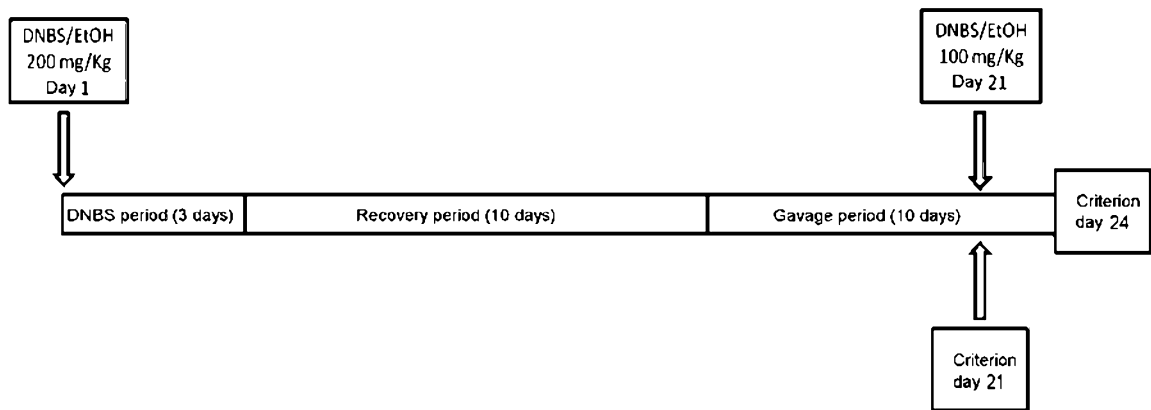 DNBS/EtOH
200 mg/Kg
Day 1
DNBS/EtOH
100 mg/Kg
Day 21
DNBS period (3 days)
Recovery period (10 days)
Gavage period (10 days)
Criterion
day 24
Criterion
day 21